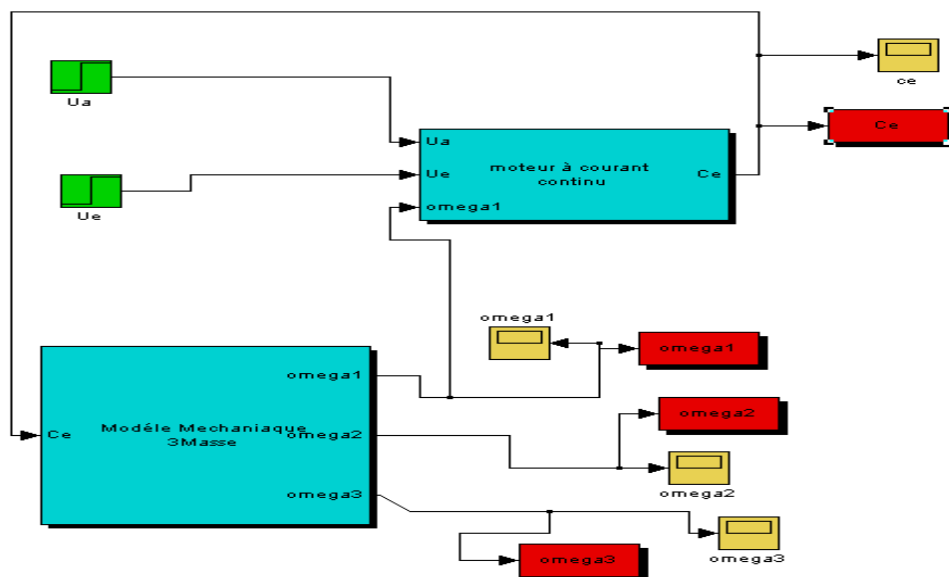 ce
Ua
Ce
Ua
moteur à courant
continu
Ue
Ce
omega1
Ue
omega1
omega1
omega1
omega2
Modéle Mechaniaque
3Masse
Ce
omega2
omega2
omega3
omega3
omega3